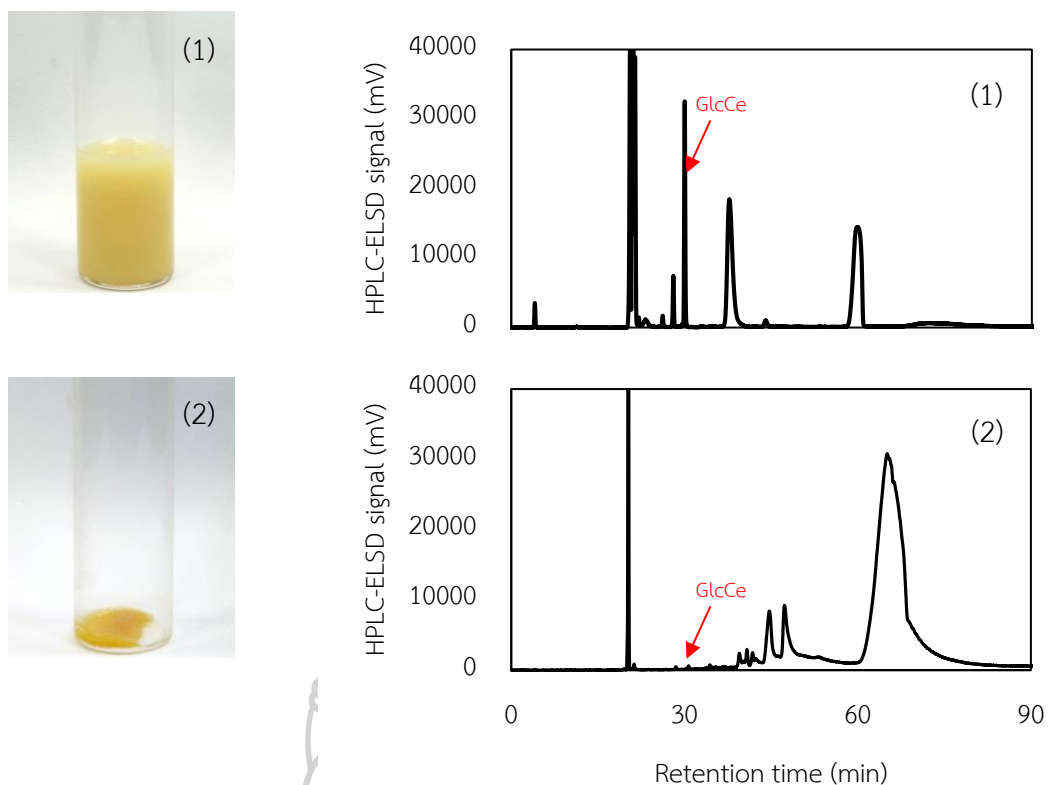 (1)
HPLC-ELSD signal (mV)
40000
30000
20000
10000
0
GlcCe
(1)
(2)
HPLC-ELSD signal (mV)
40000
30000
20000
10000
0
GlcCe
(2)
0 30 60 90
Retention time (min)